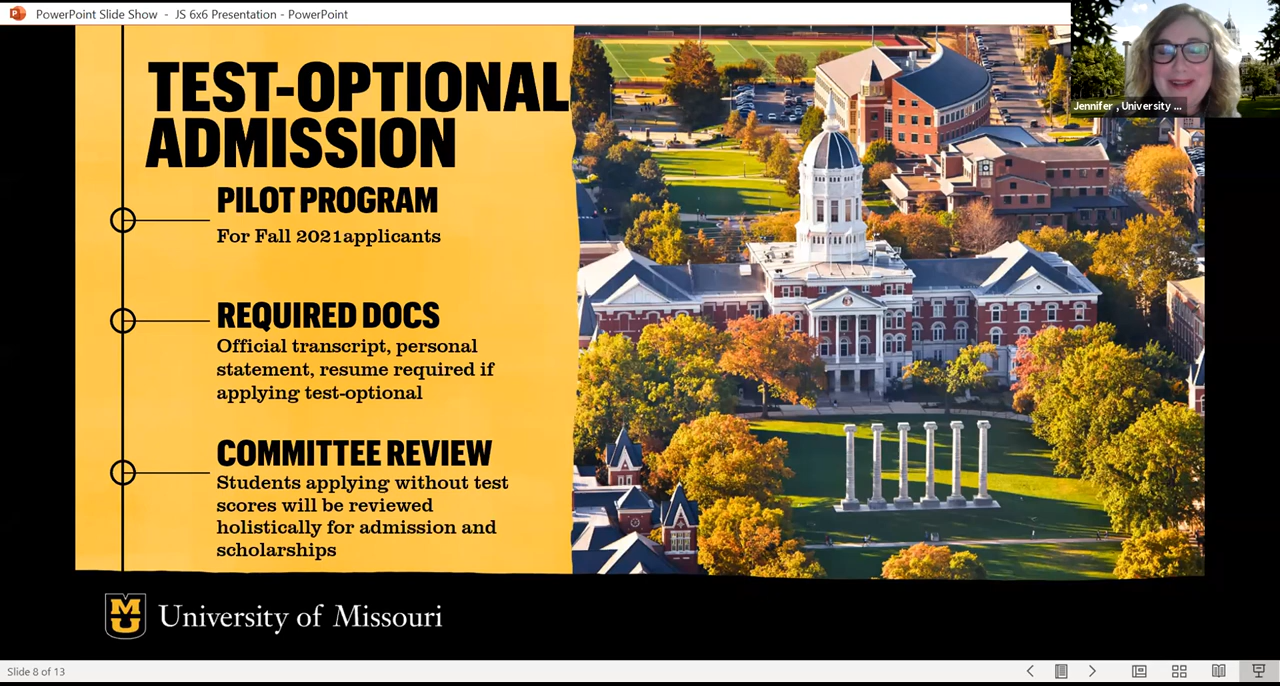 PowerPoint Slide Show - JS 6x6 Presentation - PowerPoint
Jennifer , University ...
TEST-OPTIONAL
ADMISSION
PILOT PROGRAM
For Fall 2021applicants
REQUIRED DOCS
Official transcript, personal
statement, resume required if
applying test-optional
COMMITTEE REVIEW
Students applying without test
scores will be reviewed
holistically for admission and
scholarships
MU
University of Missouri
Slide 8 of 13